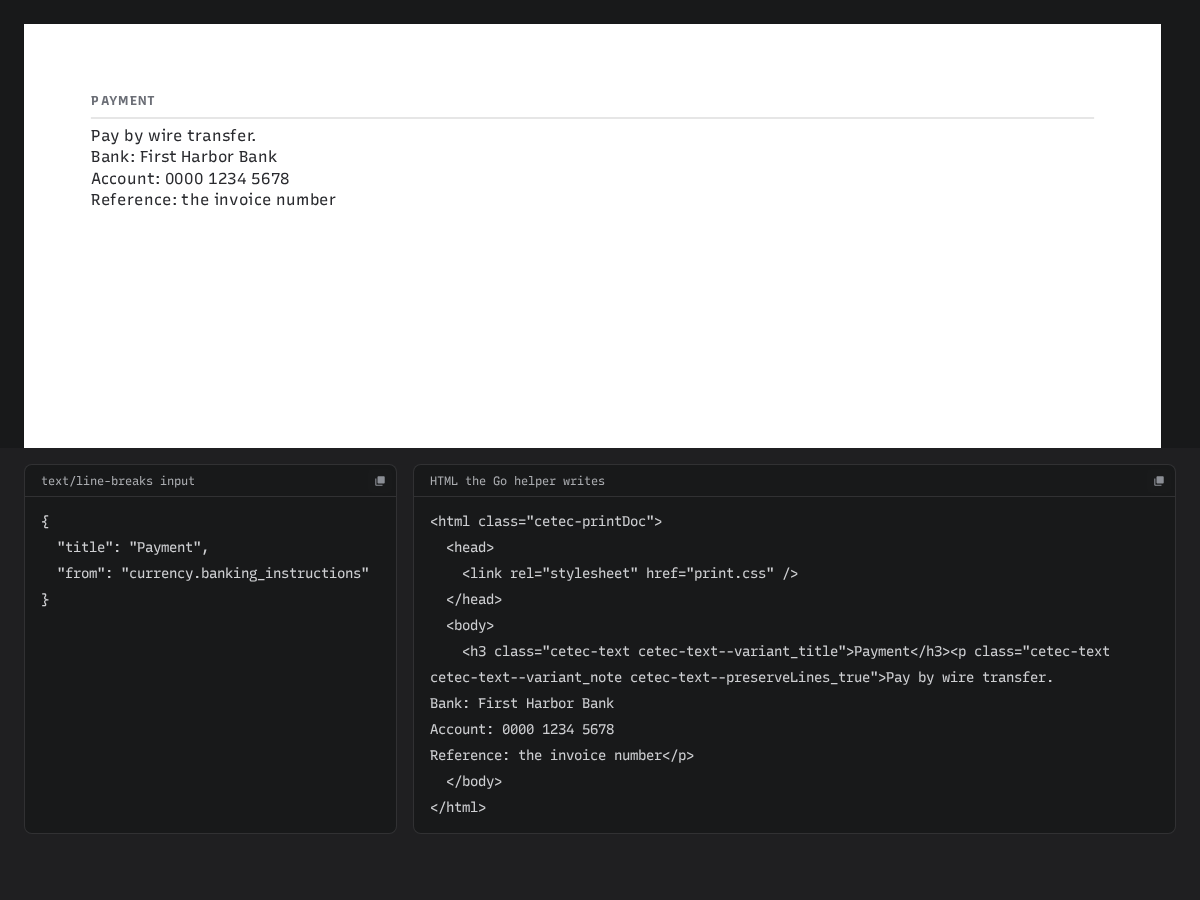 PAYMENT
Pay by wire transfer.
Bank: First Harbor Bank
Account: 0000 1234 5678
Reference: the invoice number
text/line-breaks input
{
  "title": "Payment",
  "from": "currency.banking_instructions"
}
HTML the Go helper writes
<html class="cetec-printDoc">
  <head>
    <link rel="stylesheet" href="print.css" />
  </head>
  <body>
    <h3 class="cetec-text cetec-text--variant_title">Payment</h3><p class="cetec-text
cetec-text--variant_note cetec-text--preserveLines_true">Pay by wire transfer.
Bank: First Harbor Bank
Account: 0000 1234 5678
Reference: the invoice number</p>
  </body>
</html>